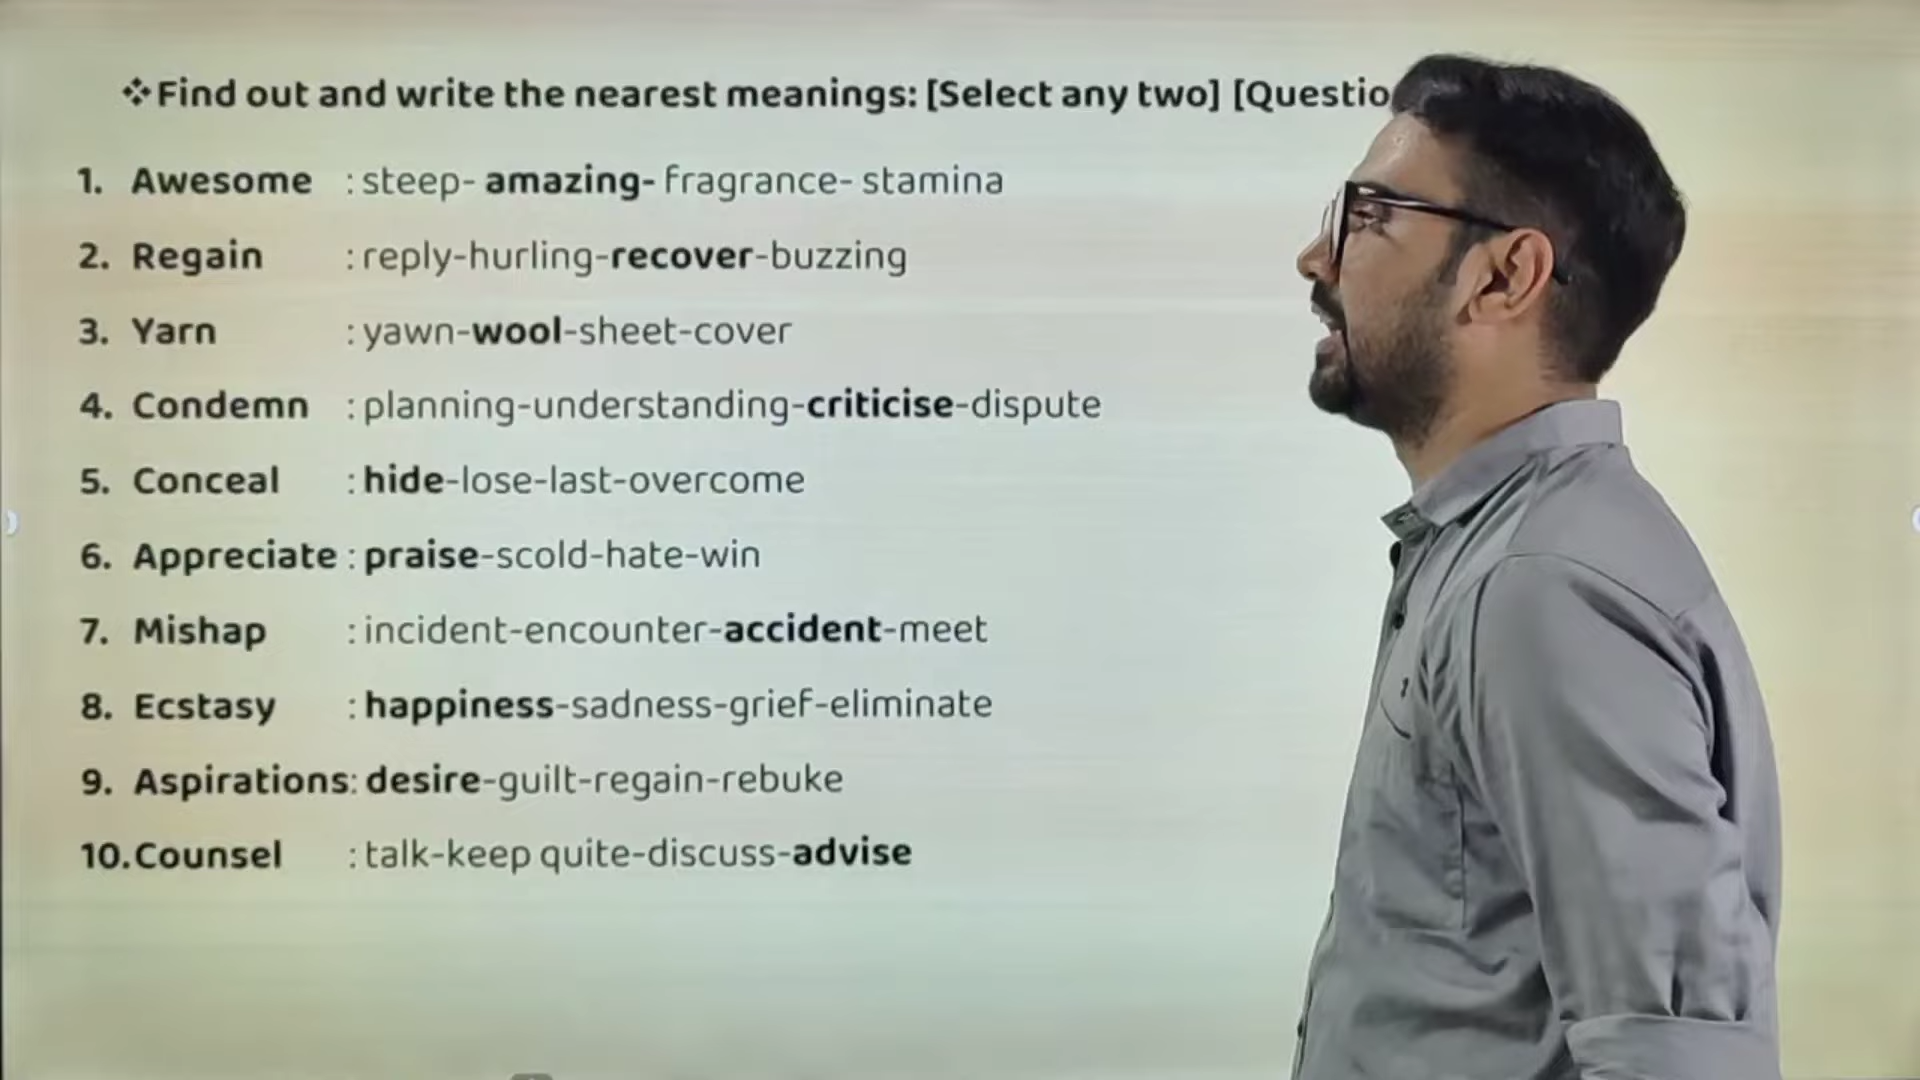 ❖Find out and write the nearest meanings: [Select any two] [Questio
1. Awesome : steep- amazing- fragrance- stamina
2. Regain : reply-hurling-recover-buzzing
3. Yarn : yawn-wool-sheet-cover
4. Condemn : planning-understanding-criticise-dispute
5. Conceal : hide-lose-last-overcome
6. Appreciate : praise-scold-hate-win
7. Mishap : incident-encounter-accident-meet
8. Ecstasy : happiness-sadness-grief-eliminate
9. Aspirations: desire-guilt-regain-rebuke
10.Counsel : talk-keep quite-discuss-advise